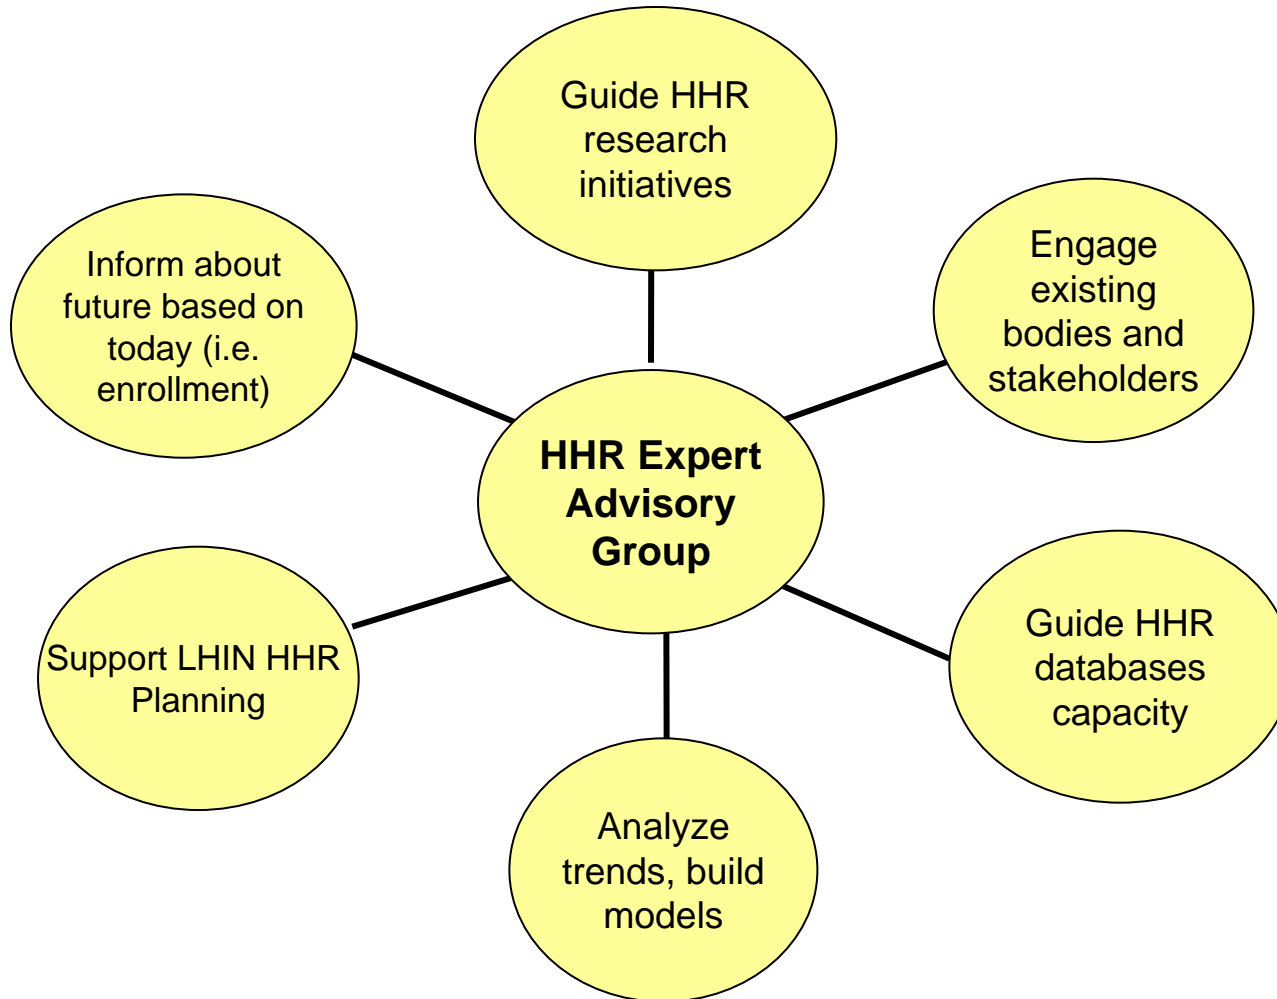 Guide HHR
research
initiatives
Inform about
future based on
today (i.e.
enrollment)
Engage
existing
bodies and
stakeholders
HHR Expert
Advisory
Group
Support LHIN HHR
Planning
Guide HHR
databases
capacity
Analyze
trends, build
models